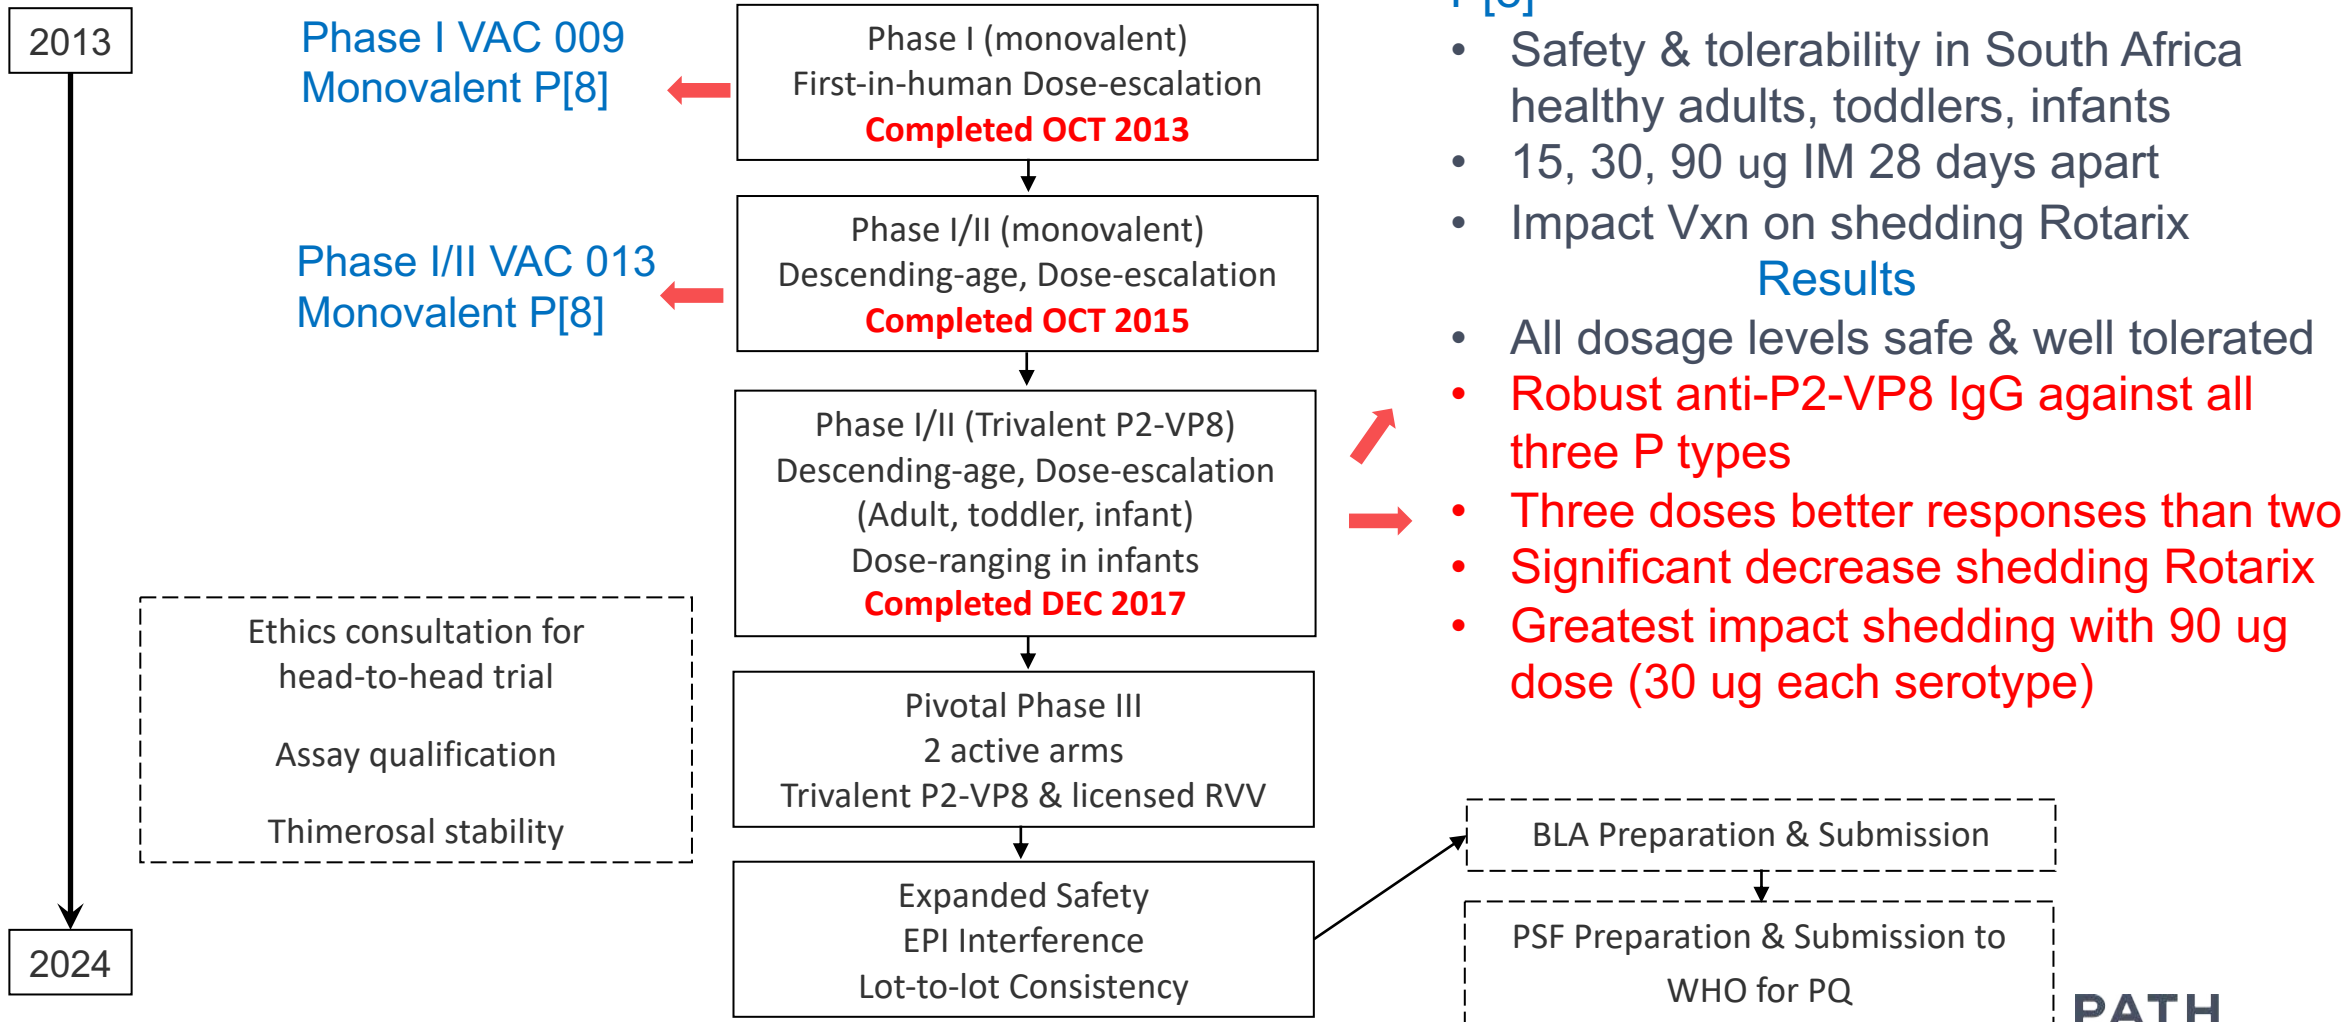 2013
Phase I VAC 009
Monovalent P[8]
Phase I (monovalent)
First-in-human Dose-escalation
Completed OCT 2013
Phase I/II VAC 013
Monovalent P[8]
Phase I/II (monovalent)
Descending-age, Dose-escalation
Completed OCT 2015
Phase I/II (Trivalent P2-VP8)
Descending-age, Dose-escalation
(Adult, toddler, infant)
Dose-ranging in infants
Completed DEC 2017
Ethics consultation for
head-to-head trial
Assay qualification
Thimerosal stability
Pivotal Phase III
2 active arms
Trivalent P2-VP8 & licensed RVV
Expanded Safety
EPI Interference
Lot-to-lot Consistency
2024
• Safety & tolerability in South Africa
healthy adults, toddlers, infants
• 15, 30, 90 ug IM 28 days apart
• Impact Vxn on shedding Rotarix
Results
• All dosage levels safe & well tolerated
• Robust anti-P2-VP8 IgG against all
three P types
• Three doses better responses than two
• Significant decrease shedding Rotarix
• Greatest impact shedding with 90 ug
dose (30 ug each serotype)
BLA Preparation & Submission
PSF Preparation & Submission to
WHO for PQ
PATH